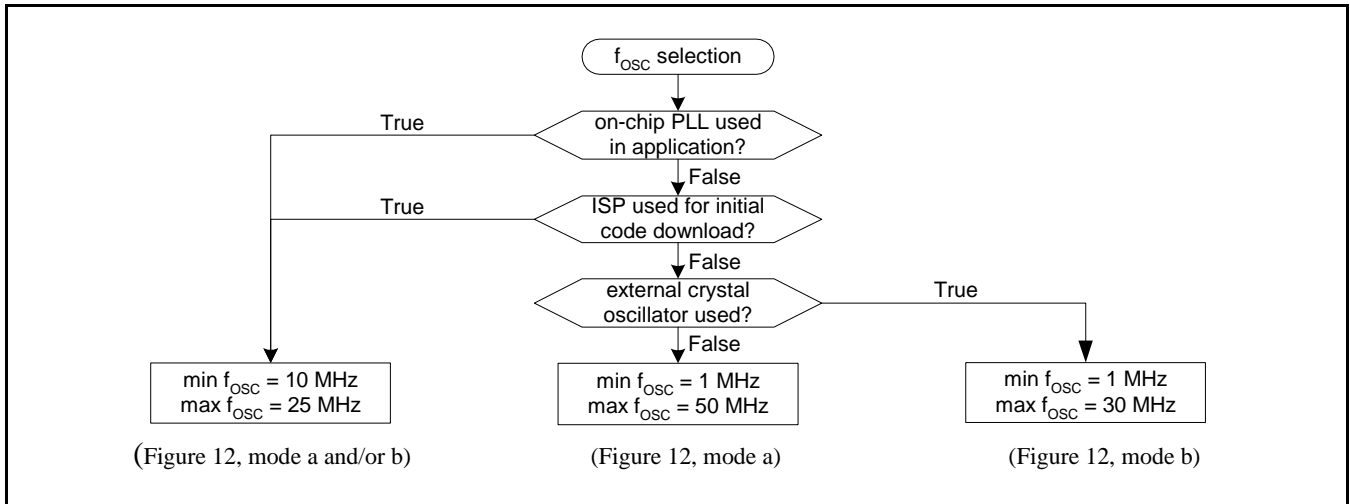 fOSC selection
on-chip PLL used
in application?
True
False
ISP used for initial
code download?
True
False
external crystal
oscillator used?
True
False
min fOSC = 10 MHz
max fOSC = 25 MHz
min fOSC = 1 MHz
max fOSC = 50 MHz
min fOSC = 1 MHz
max fOSC = 30 MHz
(Figure 12, mode a and/or b)
(Figure 12, mode a)
(Figure 12, mode b)